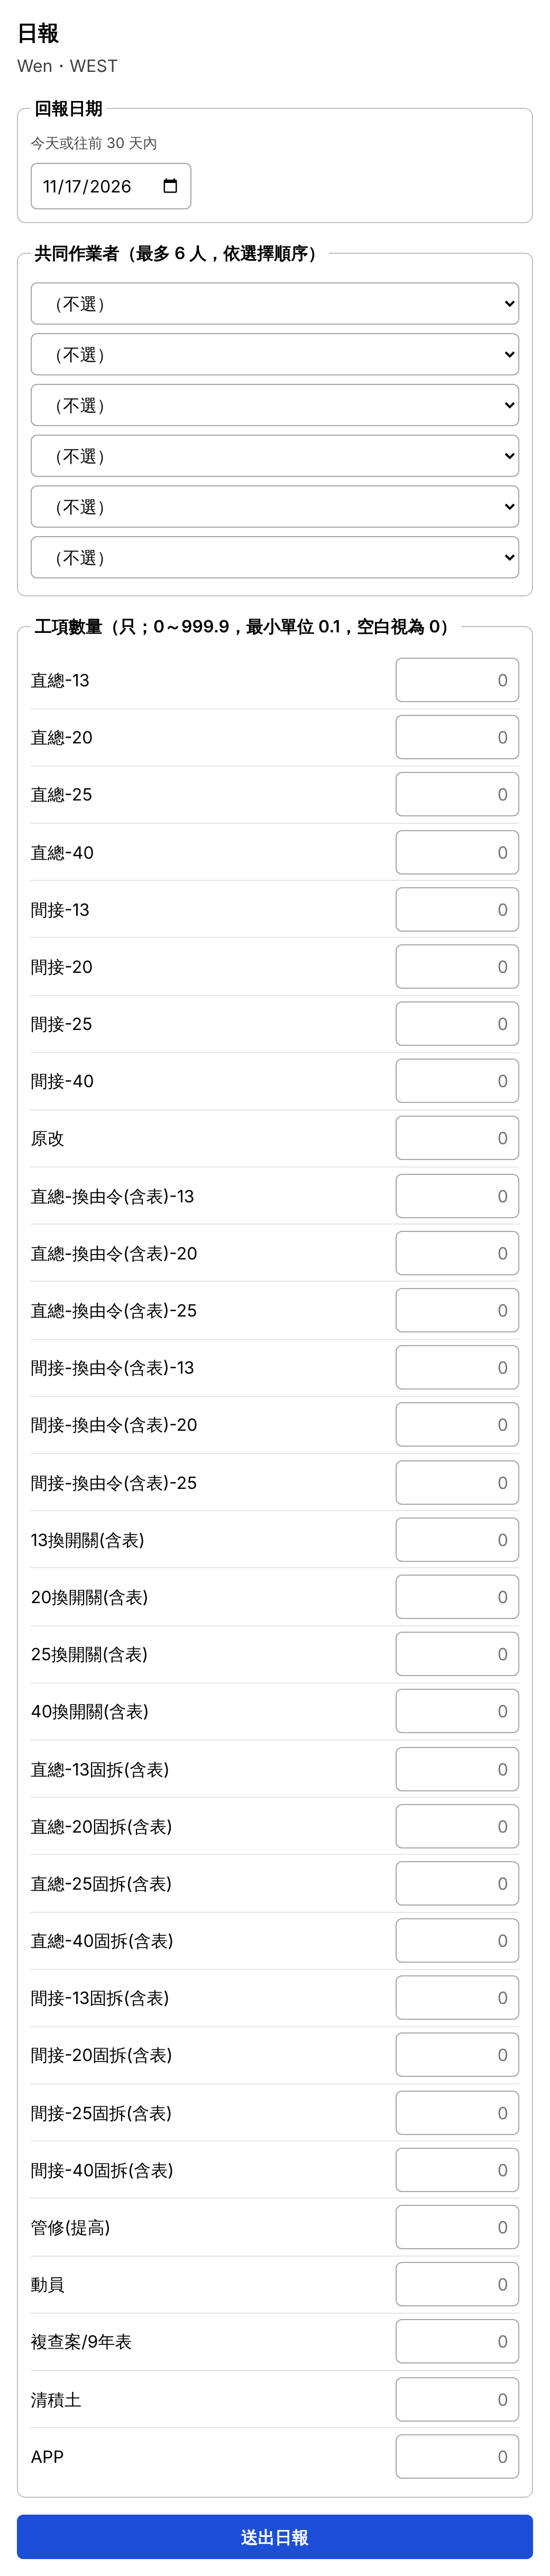 日報
Wen・WEST
回報日期
今天或往前 30 天內
11/17/2026
共同作業者（最多 6 人，依選擇順序）
（不選）
（不選）
（不選）
（不選）
（不選）
（不選）
工項數量（只；0～999.9，最小單位 0.1，空白視為 0）
直總-13 0
直總-20 0
直總-25 0
直總-40 0
間接-13 0
間接-20 0
間接-25 0
間接-40 0
原改 0
直總-換由令(含表)-13 0
直總-換由令(含表)-20 0
直總-換由令(含表)-25 0
間接-換由令(含表)-13 0
間接-換由令(含表)-20 0
間接-換由令(含表)-25 0
13換開關(含表) 0
20換開關(含表) 0
25換開關(含表) 0
40換開關(含表) 0
直總-13固拆(含表) 0
直總-20固拆(含表) 0
直總-25固拆(含表) 0
直總-40固拆(含表) 0
間接-13固拆(含表) 0
間接-20固拆(含表) 0
間接-25固拆(含表) 0
間接-40固拆(含表) 0
管修(提高) 0
動員 0
複查案/9年表 0
清積土 0
APP 0
送出日報